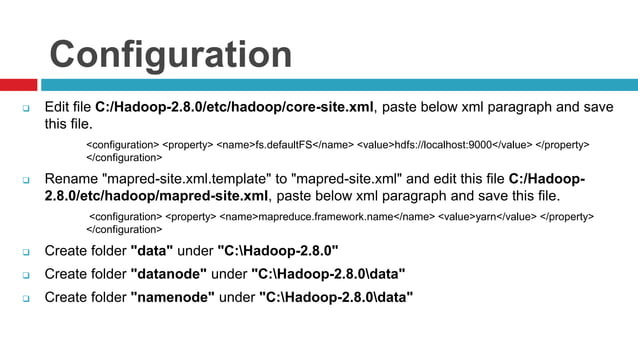 Configuration
Edit file C:/Hadoop-2.8.0/etc/hadoop/core-site.xml, paste below xml paragraph and save
this file.
<configuration> <property> <name>fs.defaultFS</name> <value>hdfs://localhost:9000</value> </property>
</configuration>
Rename "mapred-site.xml.template" to "mapred-site.xml" and edit this file C:/Hadoop-
2.8.0/etc/hadoop/mapred-site.xml, paste below xml paragraph and save this file.
<configuration> <property> <name>mapreduce.framework.name</name> <value>yarn</value> </property>
</configuration>
Create folder "data" under "C:\Hadoop-2.8.0"
Create folder "datanode" under "C:\Hadoop-2.8.0\data"
Create folder "namenode" under "C:\Hadoop-2.8.0\data"